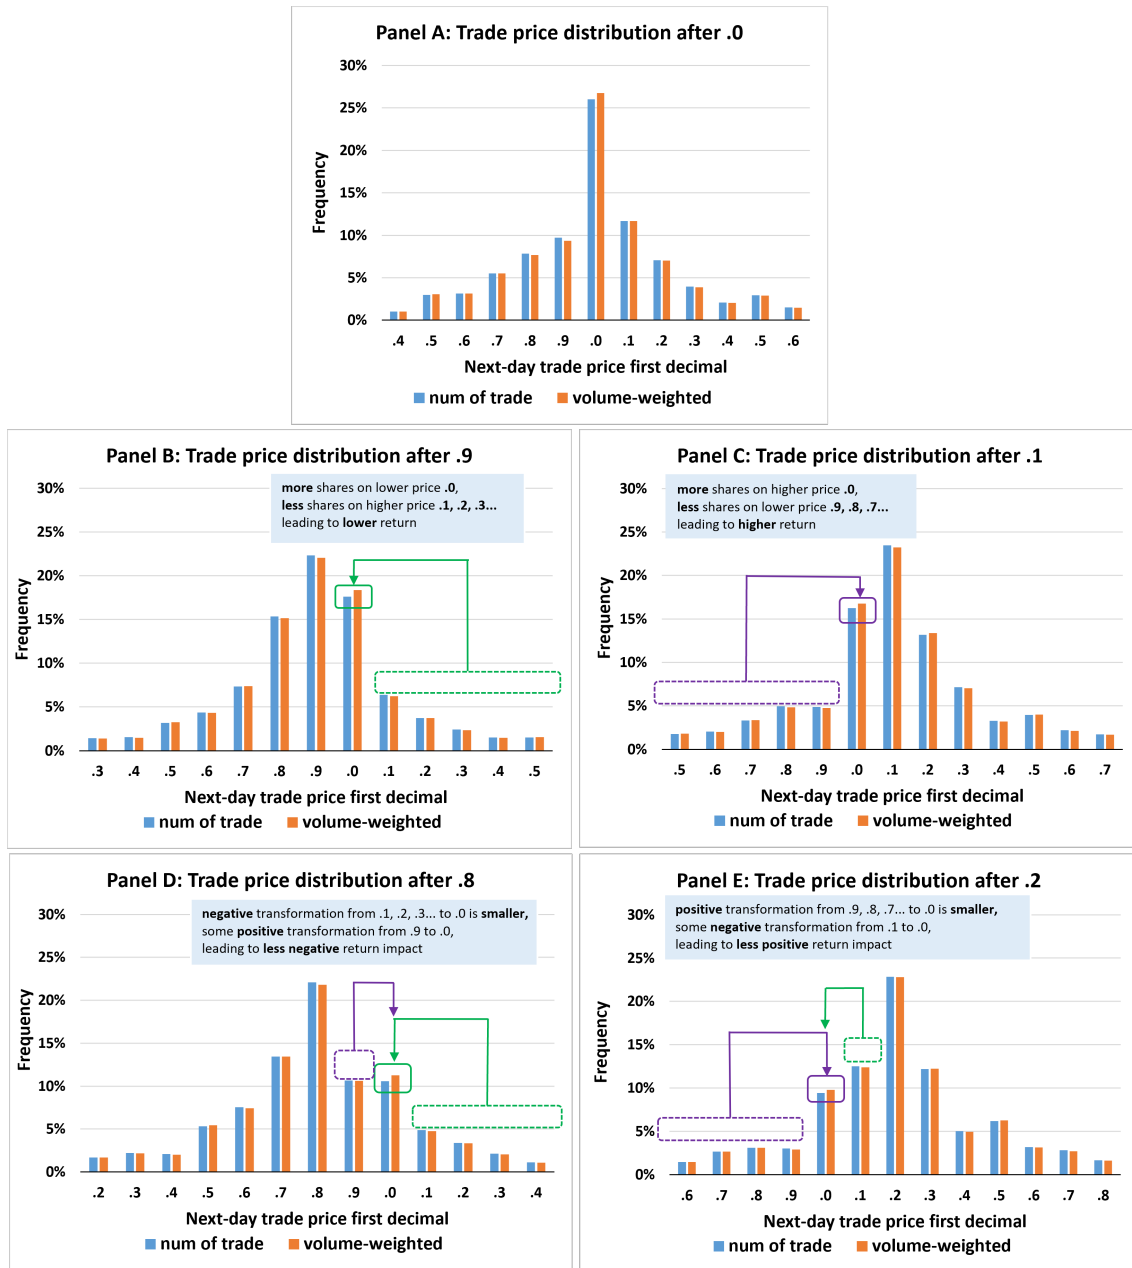 Panel A: Trade price distribution after .0
30%
25%
20%
15%
10%
5%
0%
Frequency
.4 .5 .6 .7 .8 .9 .0 .1 .2 .3 .4 .5 .6
Next-day trade price first decimal
num of trade volume-weighted
Panel B: Trade price distribution after .9
more shares on lower price .0,
less shares on higher price .1, .2, .3...
leading to lower return
30%
25%
20%
15%
10%
5%
0%
Frequency
.3 .4 .5 .6 .7 .8 .9 .0 .1 .2 .3 .4 .5
Next-day trade price first decimal
num of trade volume-weighted
Panel C: Trade price distribution after .1
more shares on higher price .0,
less shares on lower price .9, .8, .7...
leading to higher return
30%
25%
20%
15%
10%
5%
0%
Frequency
.5 .6 .7 .8 .9 .0 .1 .2 .3 .4 .5 .6 .7
Next-day trade price first decimal
num of trade volume-weighted
Panel D: Trade price distribution after .8
negative transformation from .1, .2, .3... to .0 is smaller,
some positive transformation from .9 to .0,
leading to less negative return impact
30%
25%
20%
15%
10%
5%
0%
Frequency
.2 .3 .4 .5 .6 .7 .8 .9 .0 .1 .2 .3 .4
Next-day trade price first decimal
num of trade volume-weighted
Panel E: Trade price distribution after .2
positive transformation from .9, .8, .7... to .0 is smaller,
some negative transformation from .1 to .0,
leading to less positive return impact
30%
25%
20%
15%
10%
5%
0%
Frequency
.6 .7 .8 .9 .0 .1 .2 .3 .4 .5 .6 .7 .8
Next-day trade price first decimal
num of trade volume-weighted